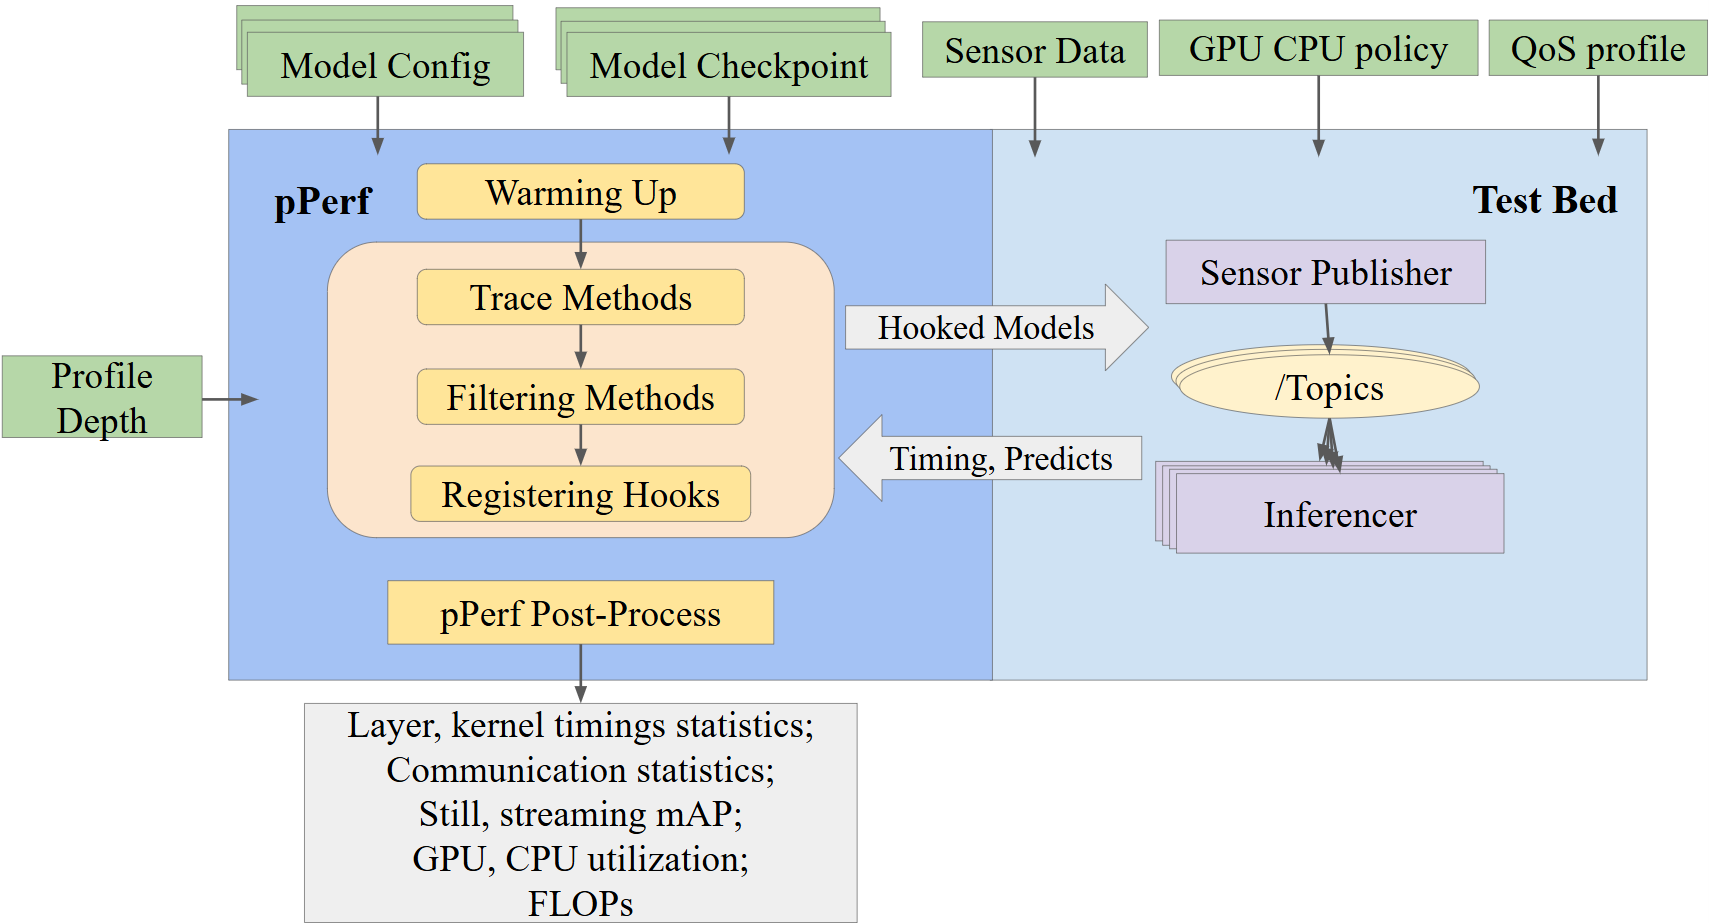 Model Config
Model Checkpoint
Sensor Data
GPU CPU policy
QoS profile
pPerf
Warming Up
Test Bed
Trace Methods
Sensor Publisher
Hooked Models
Profile
Depth
Filtering Methods
/Topics
Timing, Predicts
Registering Hooks
Inferencer
pPerf Post-Process
Layer, kernel timings statistics;
Communication statistics;
Still, streaming mAP;
GPU, CPU utilization;
FLOPs